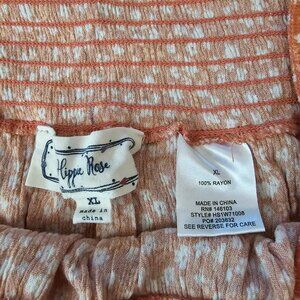 Hippie Rose
XL
made in
china
XL
100% RAYON
MADE IN CHINA
RN# 146103
STYLE# HS1W71008
PO# 203632
SEE REVERSE FOR CARE